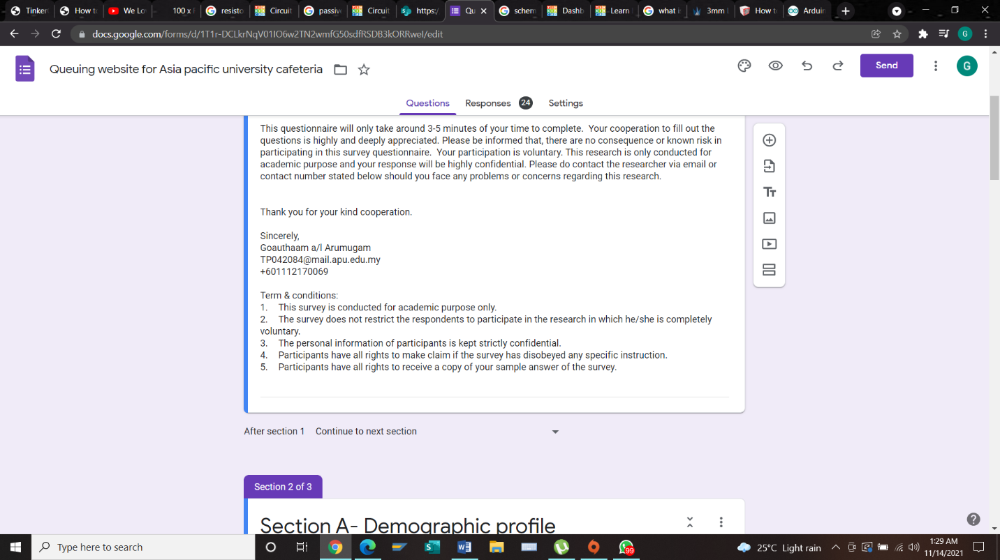 Tinker How to We Lo 100 x resisto Circuit passiv Circuit https:/ Qu schem Dashb Learn what i 3mm How t Arduin
docs.google.com/forms/d/1T1r-DCLkrNqV01IO6w2TN2wmfG50sdfRSDB3kORRweI/edit
Queuing website for Asia pacific university cafeteria
Send
G
Questions Responses 24 Settings
This questionnaire will only take around 3-5 minutes of your time to complete.  Your cooperation to fill out the
questions is highly and deeply appreciated. Please be informed that, there are no consequence or known risk in
participating in this survey questionnaire.  Your participation is voluntary. This research is only conducted for
academic purpose and your response will be highly confidential. Please do contact the researcher via email or
contact number stated below should you face any problems or concerns regarding this research.
Thank you for your kind cooperation.
Sincerely,
Goauthaam a/l Arumugam
TP042084@mail.apu.edu.my
+601112170069
Term & conditions:
1. This survey is conducted for academic purpose only.
2. The survey does not restrict the respondents to participate in the research in which he/she is completely
voluntary.
3. The personal information of participants is kept strictly confidential.
4. Participants have all rights to make claim if the survey has disobeyed any specific instruction.
5. Participants have all rights to receive a copy of your sample answer of the survey.
After section 1 Continue to next section
Section 2 of 3
Section A- Demographic profile
Type here to search
99
25°C Light rain
1:29 AM
11/14/2021